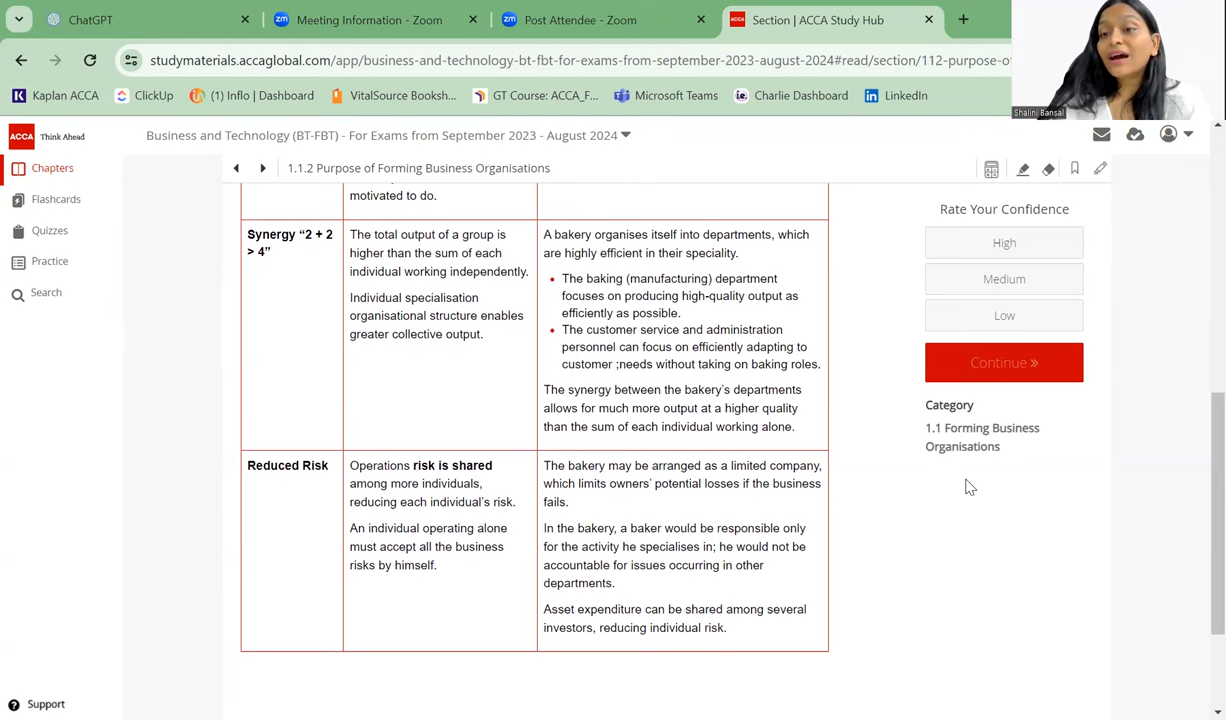 ChatGPT
zm Meeting Information - Zoom
zm Post Attendee - Zoom
ACCA Section | ACCA Study Hub
studymaterials.accaglobal.com/app/business-and-technology-bt-fbt-for-exams-from-september-2023-august-2024#read/section/112-purpose-o
K Kaplan ACCA
ClickUp
(1) Inflo | Dashboard
VitalSource Booksh...
GT Course: ACCA_F...
Microsoft Teams
i.e. Charlie Dashboard
LinkedIn
Shalini Bansal
ACCA Think Ahead
Business and Technology (BT-FBT) - For Exams from September 2023 - August 2024
Chapters
Flashcards
Quizzes
Practice
Search
1.1.2 Purpose of Forming Business Organisations
motivated to do.
Synergy “2 + 2
> 4”
The total output of a group is
higher than the sum of each
individual working independently.
Individual specialisation
organisational structure enables
greater collective output.
A bakery organises itself into departments, which
are highly efficient in their speciality.
• The baking (manufacturing) department
focuses on producing high-quality output as
efficiently as possible.
• The customer service and administration
personnel can focus on efficiently adapting to
customer ;needs without taking on baking roles.
The synergy between the bakery’s departments
allows for much more output at a higher quality
than the sum of each individual working alone.
Reduced Risk
Operations risk is shared
among more individuals,
reducing each individual’s risk.
An individual operating alone
must accept all the business
risks by himself.
The bakery may be arranged as a limited company,
which limits owners’ potential losses if the business
fails.
In the bakery, a baker would be responsible only
for the activity he specialises in; he would not be
accountable for issues occurring in other
departments.
Asset expenditure can be shared among several
investors, reducing individual risk.
Rate Your Confidence
High
Medium
Low
Continue »
Category
1.1 Forming Business
Organisations
Support